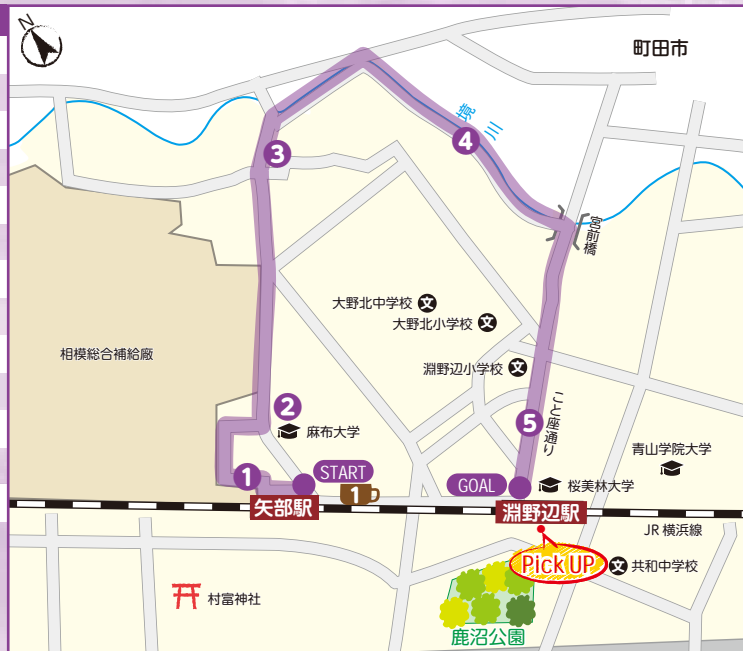 N
町田市
境川
3
4
宮前橋
大野北中学校 文
大野北小学校 文
相模総合補給廠
淵野辺小学校 文
2
麻布大学
5
こと座通り
青山学院大学
1
START
1
GOAL
桜美林大学
矢部駅
淵野辺駅
JR 横浜線
Pick UP
文 共和中学校
村富神社
鹿沼公園